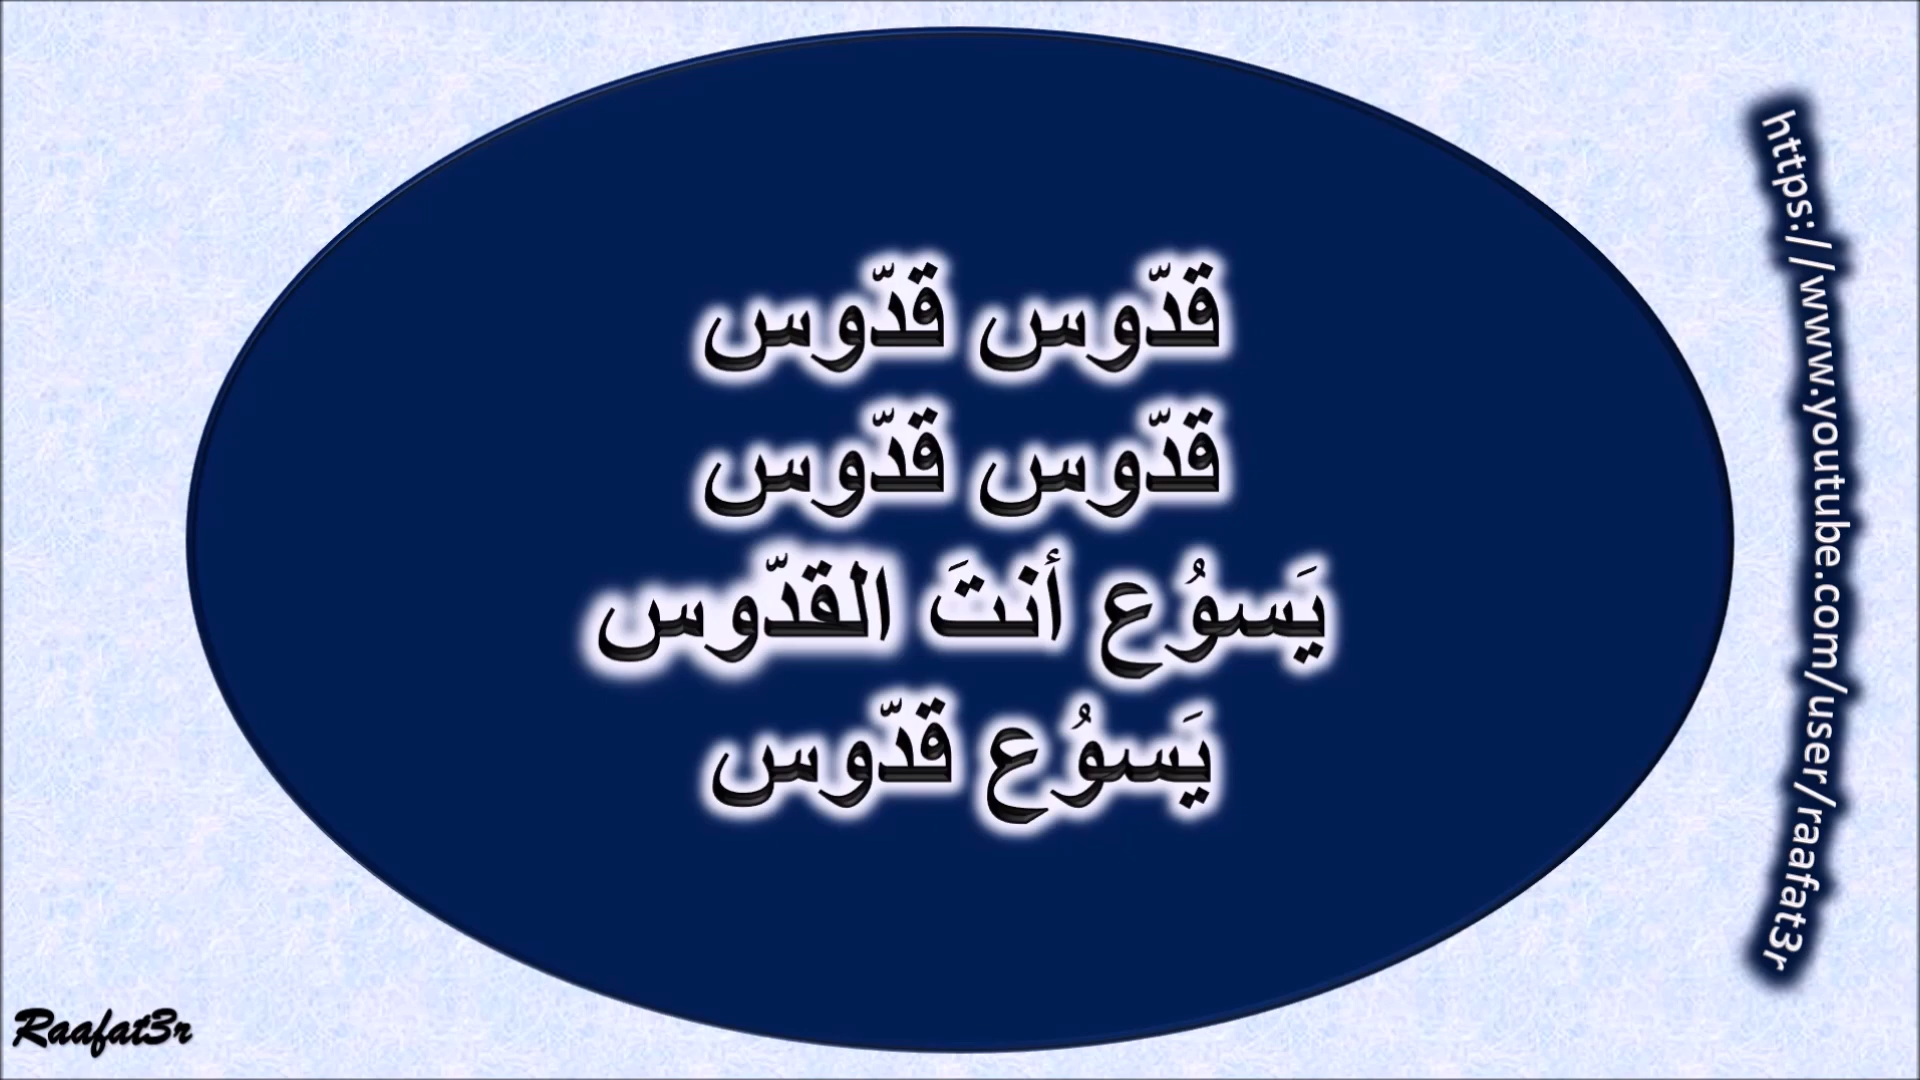 قدّوس قدّوس
قدّوس قدّوس
يَسوُع أنتَ القدّوس
يَسوُع قدّوس
https://www.youtube.com/user/raafat3r
Raafat3r